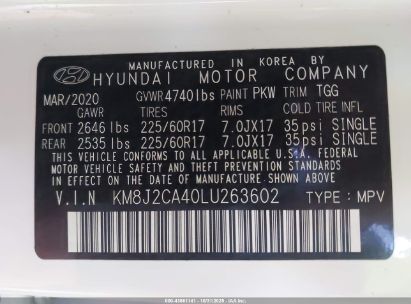 MANUFACTURED IN KOREA BY
HYUNDAI MOTOR COMPANY
MAR/2020 GVWR 4740lbs PAINT PKW TRIM TGG
GAWR TIRES RIMS COLD TIRE INFL
FRONT 2646 lbs 225/60R17 7.0JX17 35psi SINGLE
REAR 2535 lbs 225/60R17 7.0JX17 35psi SINGLE
THIS VEHICLE CONFORMS TO ALL APPLICABLE U.S.A. FEDERAL
MOTOR VEHICLE SAFETY, BUMPER, AND THEFT PREVENTION
STANDARDS IN EFFECT ON THE DATE OF MANUFACTURE SHOWN ABOVE.
V.I.N KM8J2CA40LU263602 TYPE: MPV